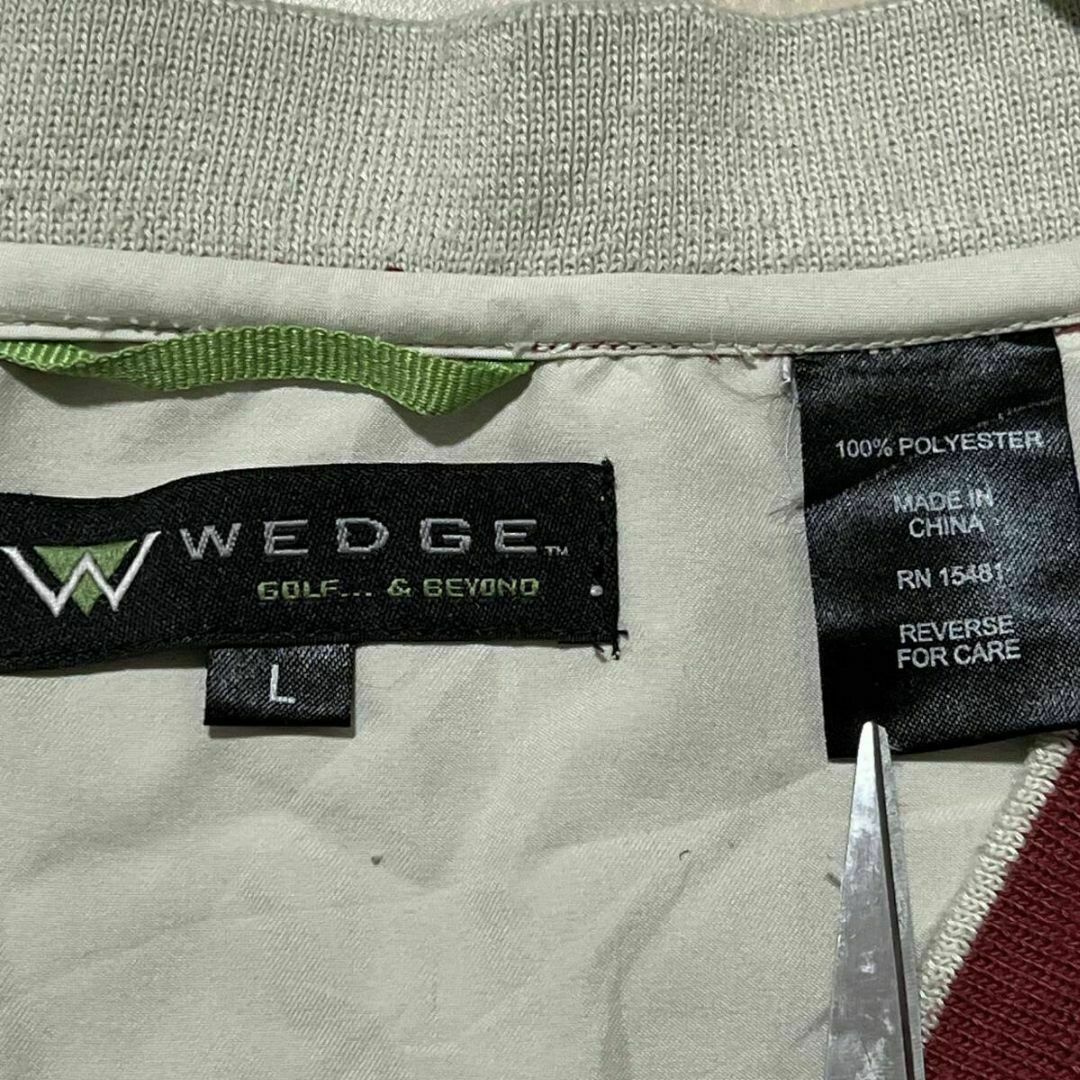 W WEDGE™
GOLF... & BEYOND
L
100% POLYESTER
MADE IN
CHINA
RN 15481
REVERSE
FOR CARE